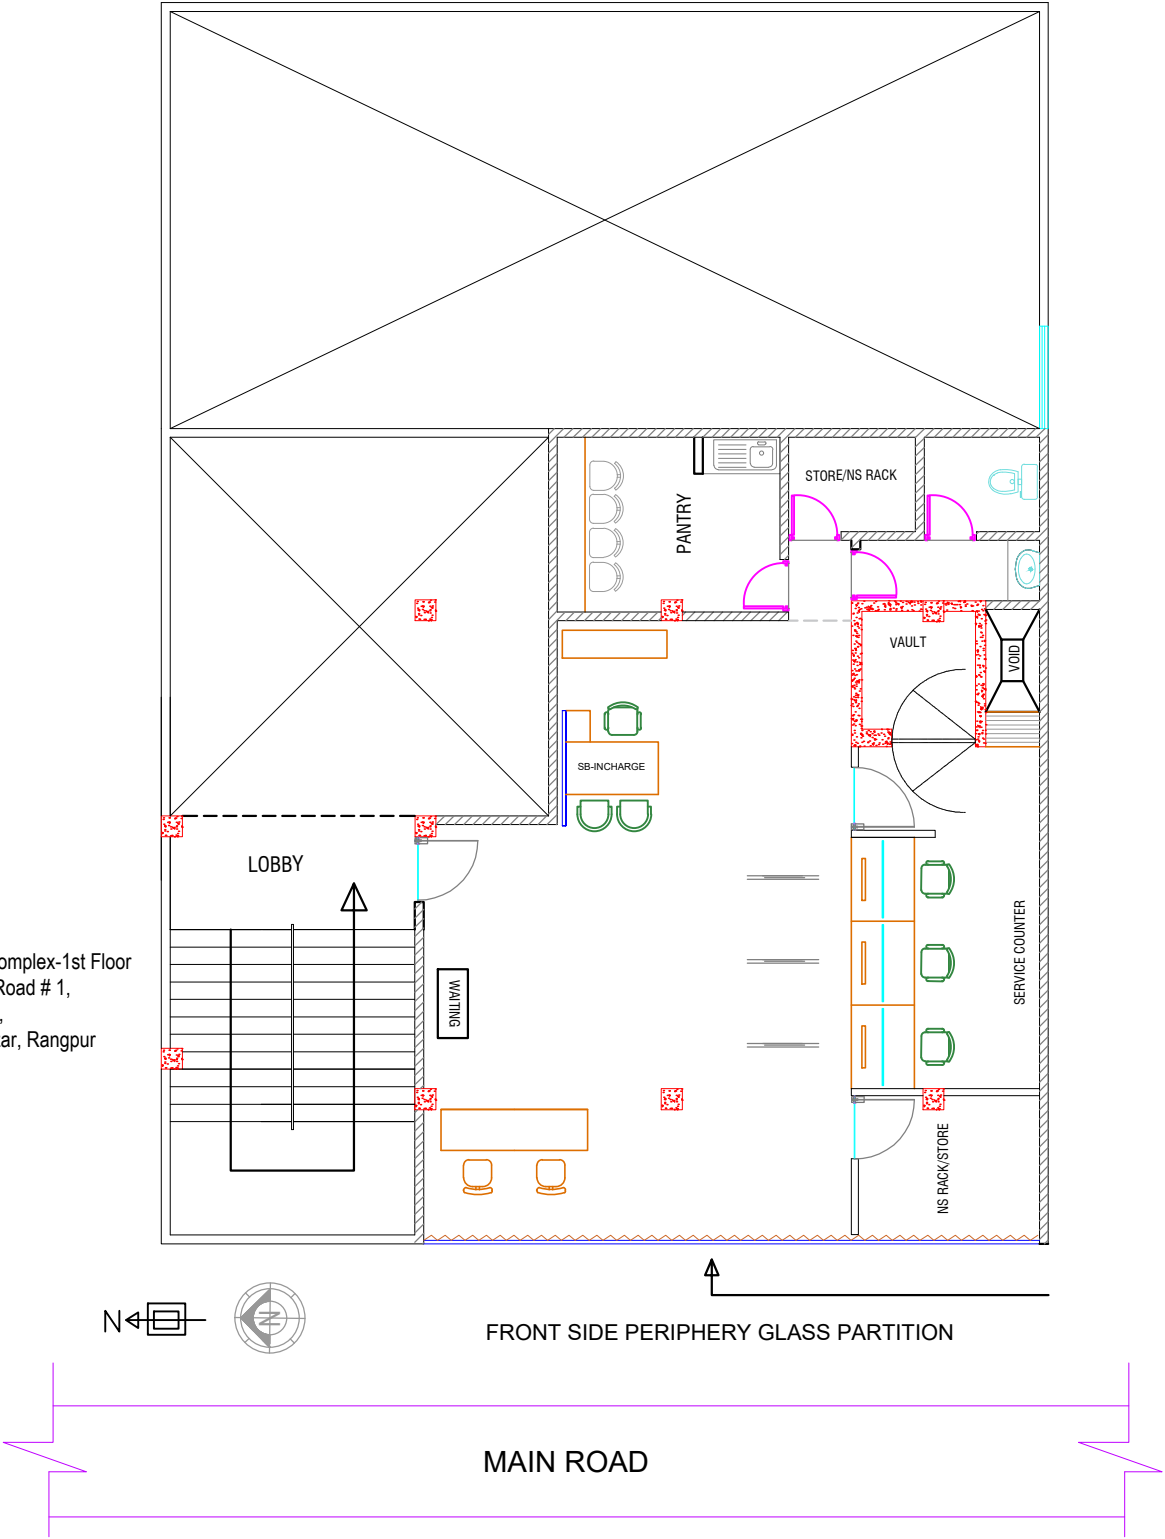 STORE/NS RACK
PANTRY
VAULT
VOID
SB-INCHARGE
LOBBY
SERVICE COUNTER
WAITING
omplex-1st Floor
Road # 1,
,
ar, Rangpur
NS RACK/STORE
N
N
FRONT SIDE PERIPHERY GLASS PARTITION
MAIN ROAD